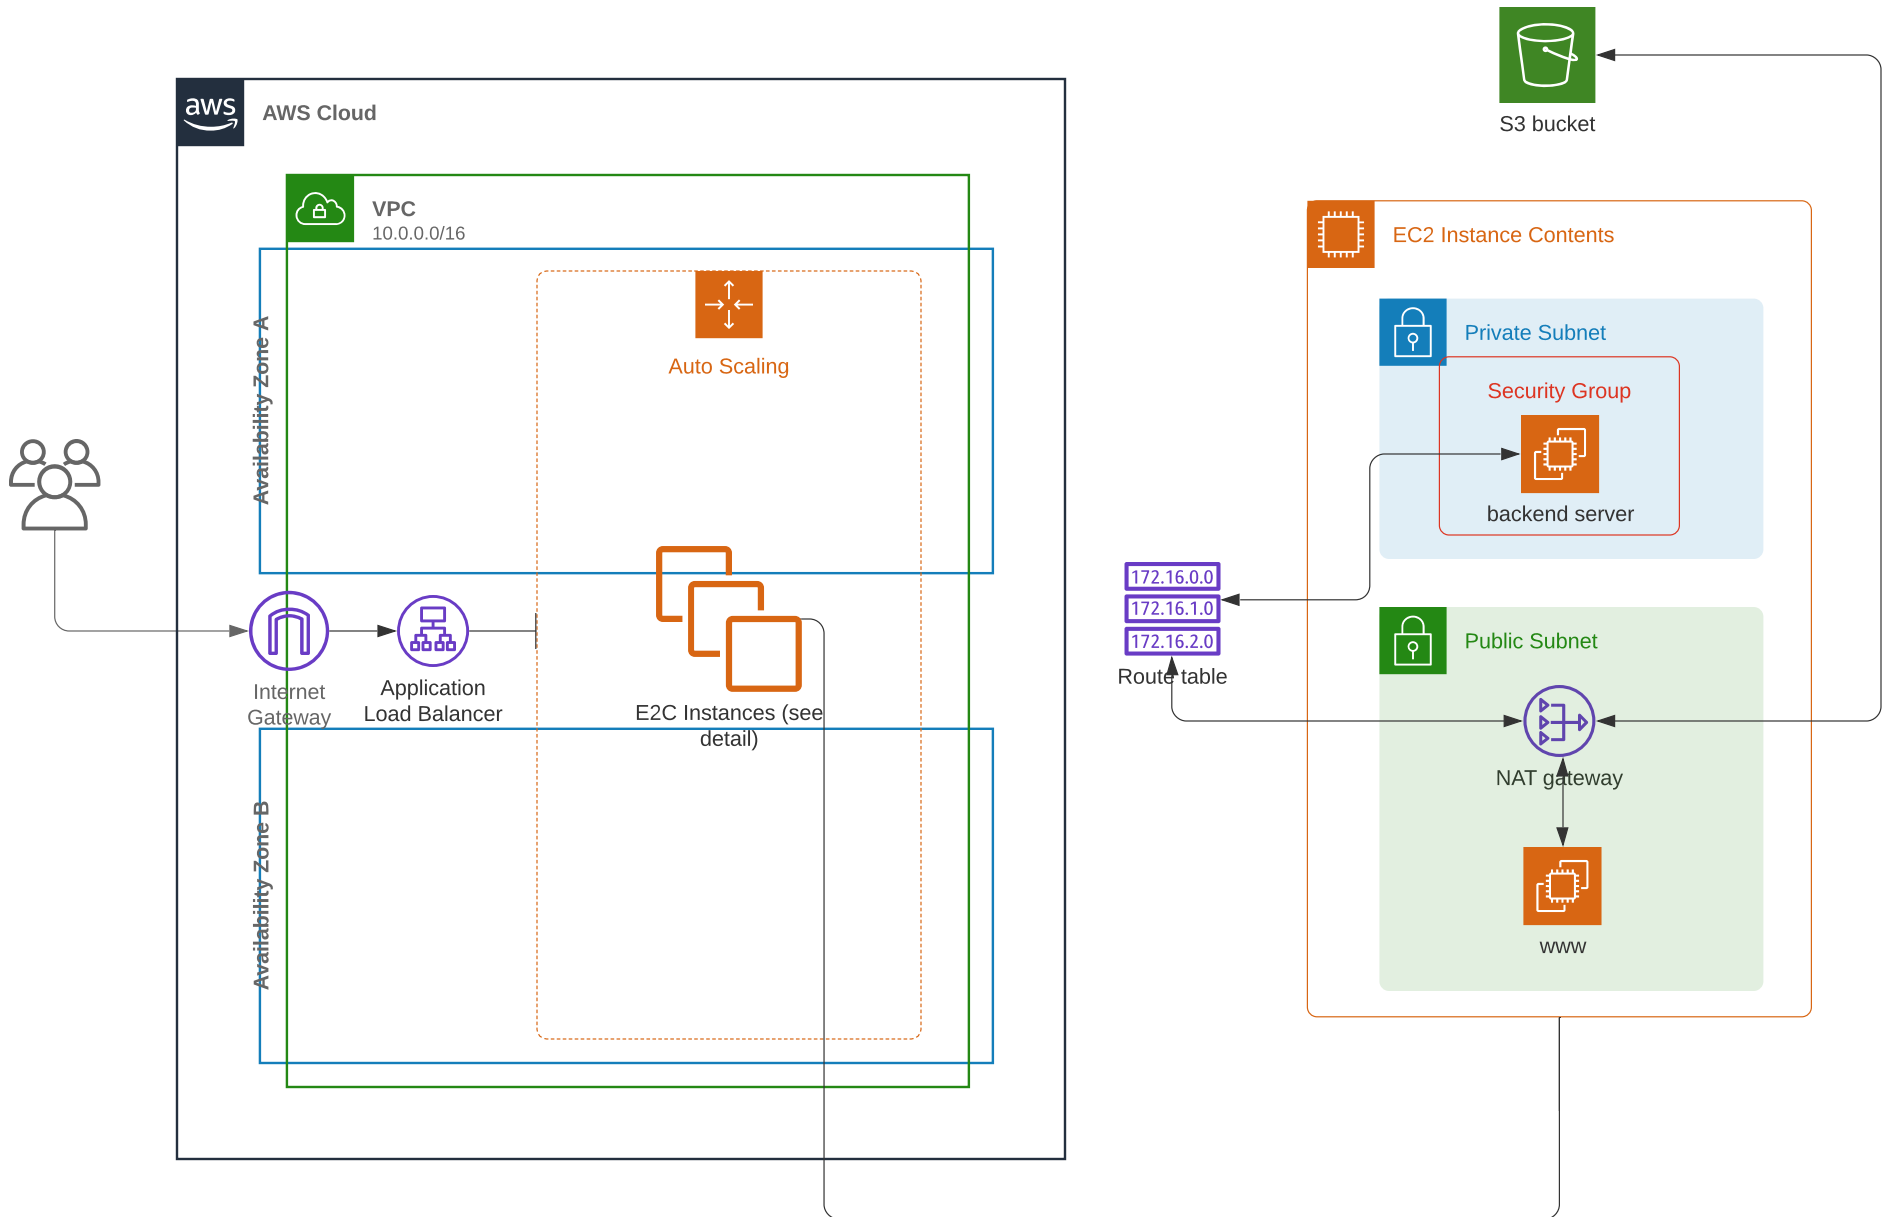 aws
AWS Cloud
VPC
10.0.0.0/16
Availability Zone A
Auto Scaling
Internet
Gateway
Application
Load Balancer
E2C Instances (see
detail)
Availability Zone B
S3 bucket
EC2 Instance Contents
Private Subnet
Security Group
backend server
172.16.0.0
172.16.1.0
172.16.2.0
Route table
Public Subnet
NAT gateway
www